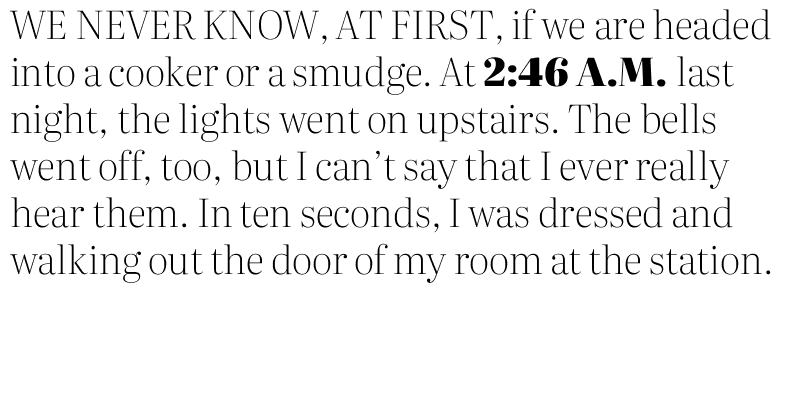 WE NEVER KNOW, AT FIRST, if we are headed
into a cooker or a smudge. At 2:46 A.M. last
night, the lights went on upstairs. The bells
went off, too, but I can’t say that I ever really
hear them. In ten seconds, I was dressed and
walking out the door of my room at the station.